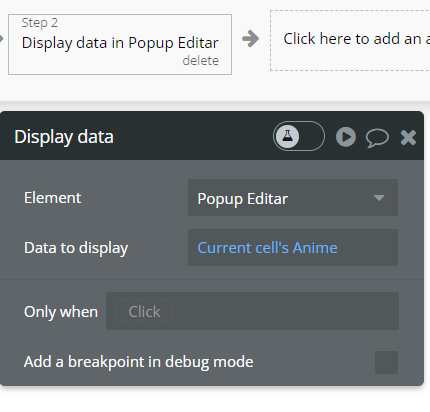 Step 2
Display data in Popup Editar
delete
Click here to add an a
Display data
Element
Popup Editar
Data to display
Current cell's Anime
Only when
Click
Add a breakpoint in debug mode